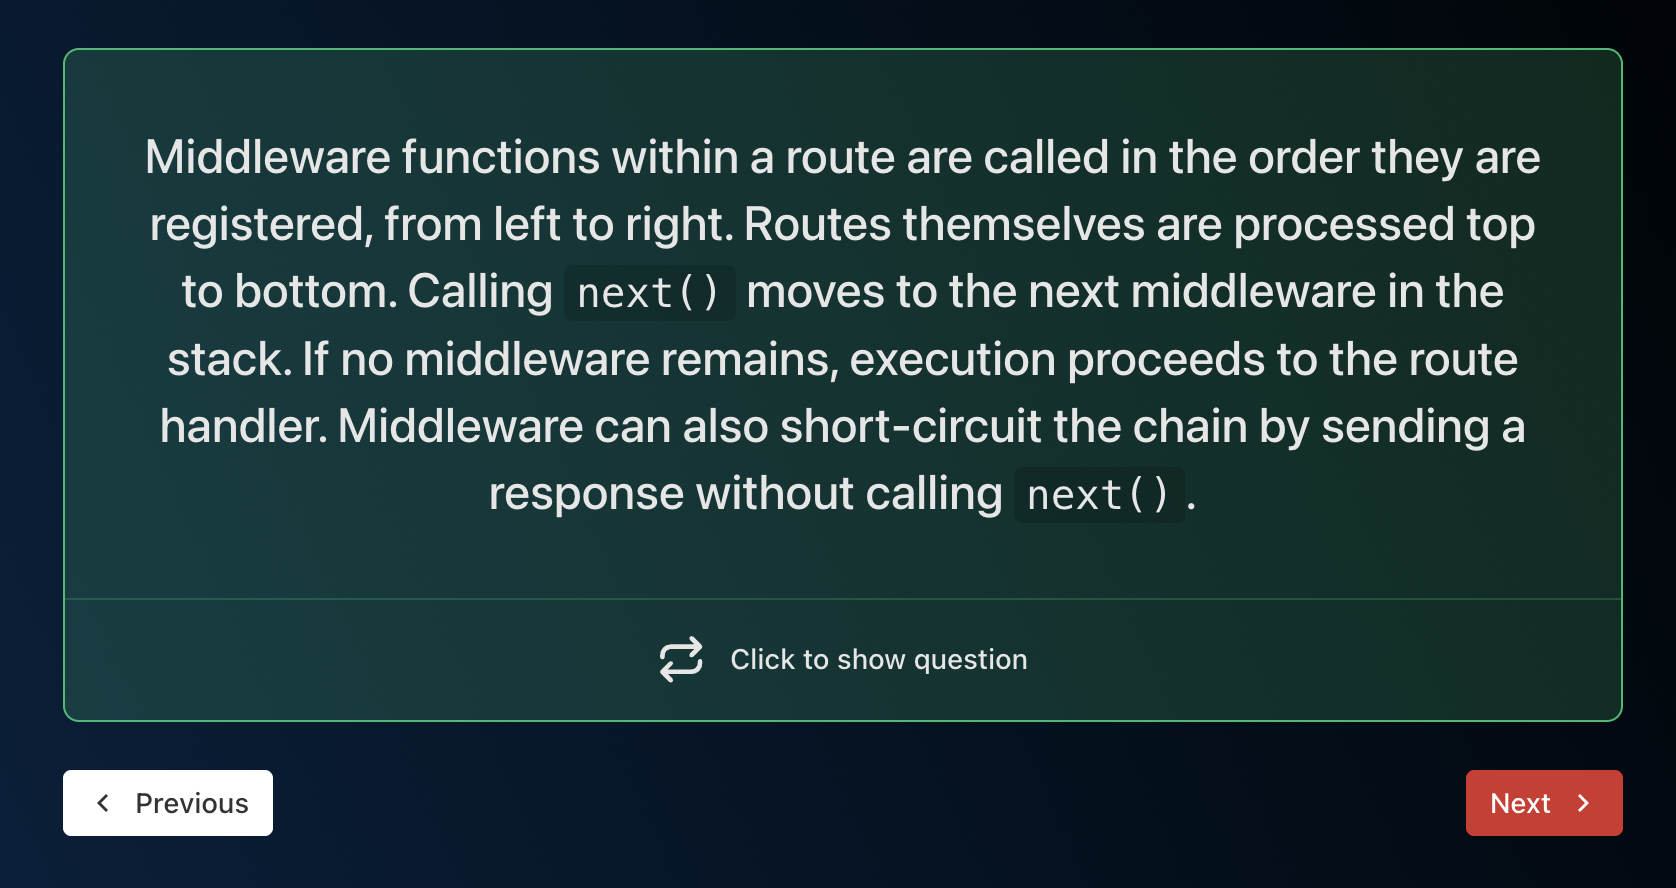 Middleware functions within a route are called in the order they are
registered, from left to right. Routes themselves are processed top
to bottom. Calling next() moves to the next middleware in the
stack. If no middleware remains, execution proceeds to the route
handler. Middleware can also short-circuit the chain by sending a
response without calling next().
Click to show question
Previous
Next